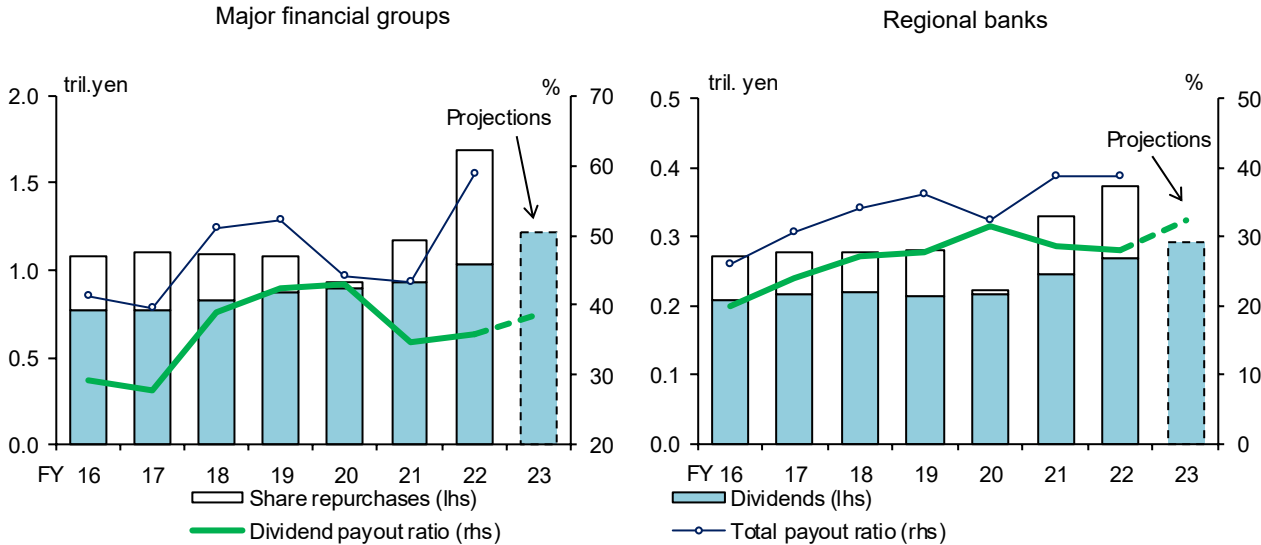 Major financial groups
tril.yen
%
2.0
1.5
1.0
0.5
0.0
70
60
50
40
30
20
Projections
FY 16 17 18 19 20 21 22 23
Regional banks
tril. yen
%
0.5
0.4
0.3
0.2
0.1
0.0
50
40
30
20
10
0
Projections
FY 16 17 18 19 20 21 22 23
Share repurchases (lhs)
Dividends (lhs)
Dividend payout ratio (rhs)
Total payout ratio (rhs)